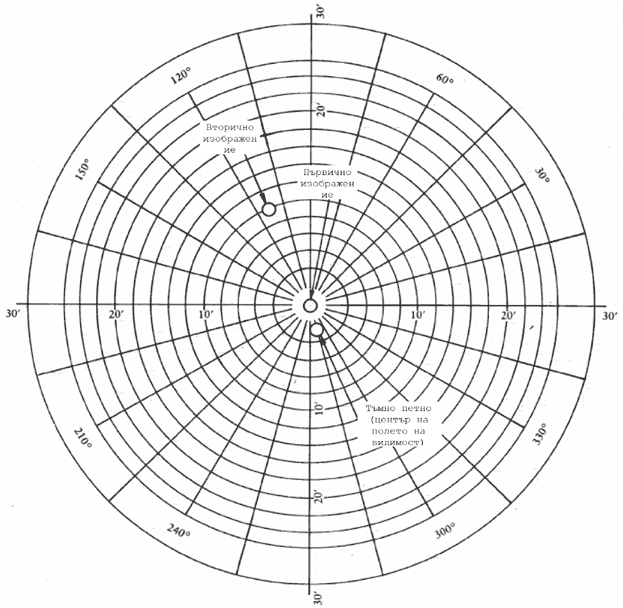 30'
120°
60°
20'
Вторично
изображен
ие
Първично
изображен
ие
150°
30°
30'
20'
10'
10'
20'
30'
10'
Тъмно петно
(център на
полето на
видимост)
210°
330°
20'
240°
300°
30'